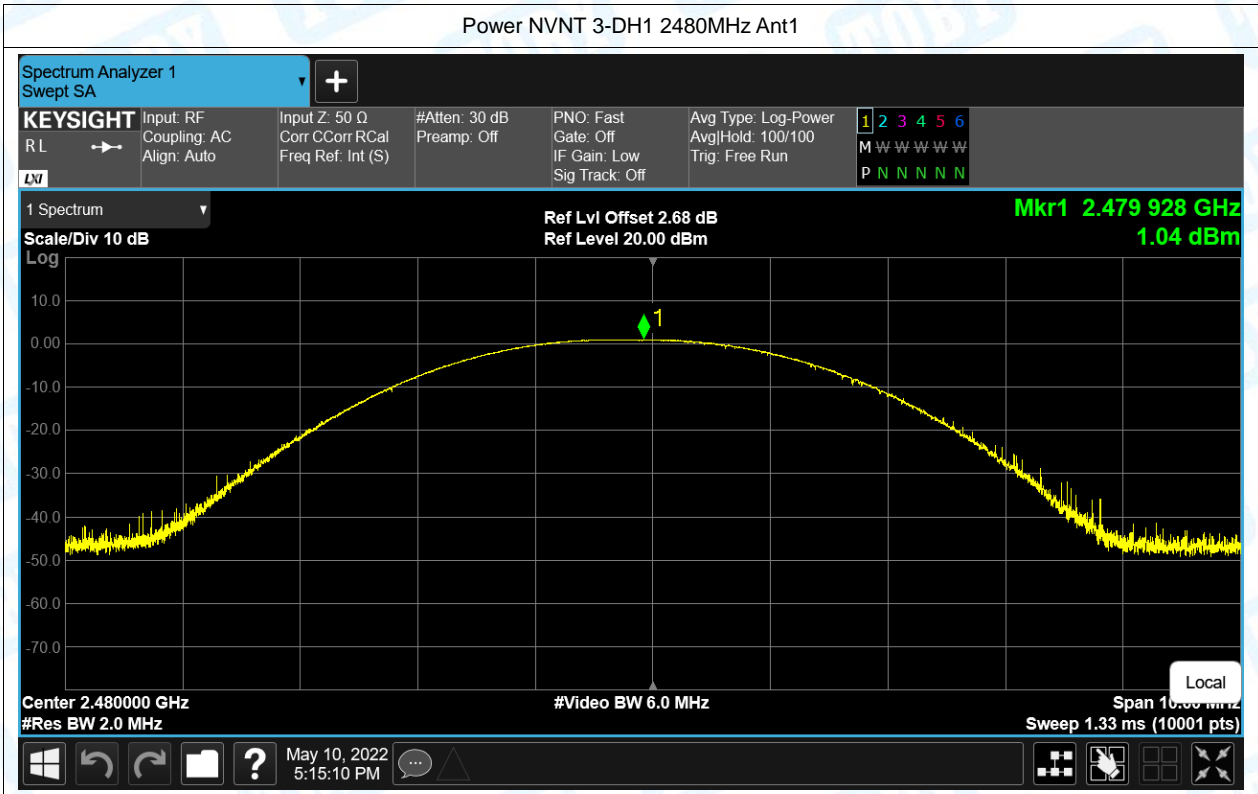 Power NVNT 3-DH1 2480MHz Ant1
Spectrum Analyzer 1
Swept SA
KEYSIGHT
R L
LXI
Input: RF
Coupling: AC
Align: Auto
Input Z: 50 Ω
Corr CCorr RCal
Freq Ref: Int (S)
#Atten: 30 dB
Preamp: Off
PNO: Fast
Gate: Off
IF Gain: Low
Sig Track: Off
Avg Type: Log-Power
Avg|Hold: 100/100
Trig: Free Run
1 2 3 4 5 6
M W W W W W
P N N N N N
1 Spectrum
Scale/Div 10 dB
Log
Ref Lvl Offset 2.68 dB
Ref Level 20.00 dBm
Mkr1 2.479 928 GHz
1.04 dBm
1
10.0
0.00
-10.0
-20.0
-30.0
-40.0
-50.0
-60.0
-70.0
Local
Center 2.480000 GHz
#Res BW 2.0 MHz
#Video BW 6.0 MHz
Span 10.00 MHz
Sweep 1.33 ms (10001 pts)
?
May 10, 2022
5:15:10 PM